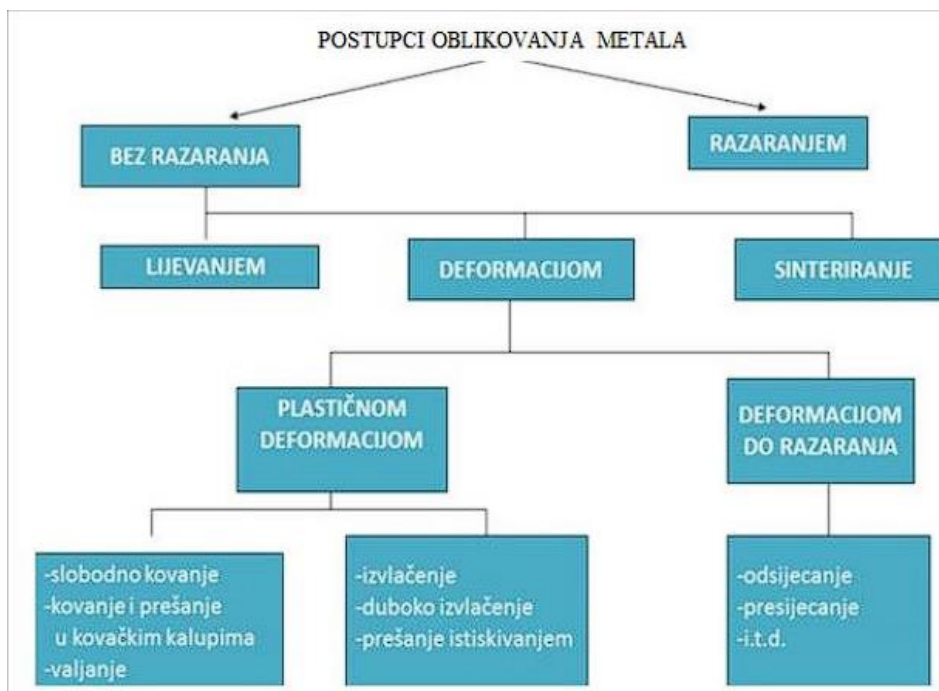 POSTUPCI OBLIKOVANJA METALA
BEZ RAZARANJA
RAZARANJEM
LIJEVANJEM
DEFORMACIJOM
SINTERIRANJE
PLASTIČNOM
DEFORMACIJOM
DEFORMACIJOM
DO RAZARANJA
-slobodno kovanje
-kovanje i prešanje
u kovačkim kalupima
-valjanje
-izvlačenje
-duboko izvlačenje
-prešanje istiskivanjem
-odsijecanje
-presijecanje
-i.t.d.